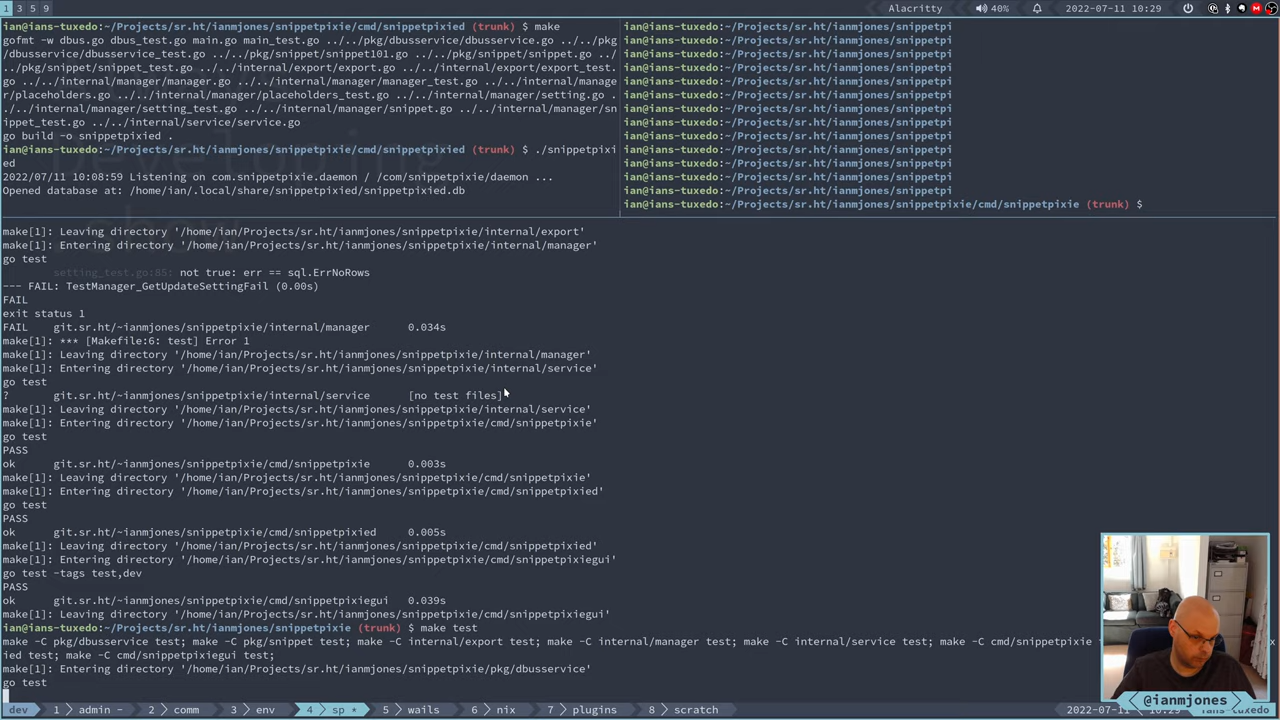 1 3 5 9
Alacritty 40% 2022-07-11 10:29
ian@ians-tuxedo:~/Projects/sr.ht/ianmjones/snippetpixie/cmd/snippetpixied (trunk) $ make
gofmt -w dbus.go dbus_test.go main.go main_test.go ../../pkg/dbusservice/dbusservice.go ../../pkg
/dbusservice/dbusservice_test.go ../../pkg/snippet/snippet101.go ../../pkg/snippet/snippet.go ..
/../pkg/snippet/snippet_test.go ../../internal/export/export.go ../../internal/export/export_test.
go ../../internal/manager/manager.go ../../internal/manager/manager_test.go ../../internal/manage
r/placeholders.go ../../internal/manager/placeholders_test.go ../../internal/manager/setting.go .
./../internal/manager/setting_test.go ../../internal/manager/snippet.go ../../internal/manager/sn
ippet_test.go ../../internal/service/service.go
go build -o snippetpixied .
ian@ians-tuxedo:~/Projects/sr.ht/ianmjones/snippetpixie/cmd/snippetpixied (trunk) $ ./snippetpixi
ed
2022/07/11 10:08:59 Listening on com.snippetpixie.daemon / /com/snippetpixie/daemon ...
Opened database at: /home/ian/.local/share/snippetpixied/snippetpixied.db
ian@ians-tuxedo:~/Projects/sr.ht/ianmjones/snippetpi
ian@ians-tuxedo:~/Projects/sr.ht/ianmjones/snippetpi
ian@ians-tuxedo:~/Projects/sr.ht/ianmjones/snippetpi
ian@ians-tuxedo:~/Projects/sr.ht/ianmjones/snippetpi
ian@ians-tuxedo:~/Projects/sr.ht/ianmjones/snippetpi
ian@ians-tuxedo:~/Projects/sr.ht/ianmjones/snippetpi
ian@ians-tuxedo:~/Projects/sr.ht/ianmjones/snippetpi
ian@ians-tuxedo:~/Projects/sr.ht/ianmjones/snippetpi
ian@ians-tuxedo:~/Projects/sr.ht/ianmjones/snippetpi
ian@ians-tuxedo:~/Projects/sr.ht/ianmjones/snippetpi
ian@ians-tuxedo:~/Projects/sr.ht/ianmjones/snippetpi
ian@ians-tuxedo:~/Projects/sr.ht/ianmjones/snippetpi
ian@ians-tuxedo:~/Projects/sr.ht/ianmjones/snippetpi
ian@ians-tuxedo:~/Projects/sr.ht/ianmjones/snippetpixie/cmd/snippetpixie (trunk) $
make[1]: Leaving directory '/home/ian/Projects/sr.ht/ianmjones/snippetpixie/internal/export'
make[1]: Entering directory '/home/ian/Projects/sr.ht/ianmjones/snippetpixie/internal/manager'
go test
setting_test.go:85: not true: err == sql.ErrNoRows
--- FAIL: TestManager_GetUpdateSettingFail (0.00s)
FAIL
exit status 1
FAIL git.sr.ht/~ianmjones/snippetpixie/internal/manager 0.034s
make[1]: *** [Makefile:6: test] Error 1
make[1]: Leaving directory '/home/ian/Projects/sr.ht/ianmjones/snippetpixie/internal/manager'
make[1]: Entering directory '/home/ian/Projects/sr.ht/ianmjones/snippetpixie/internal/service'
go test
? git.sr.ht/~ianmjones/snippetpixie/internal/service [no test files]
make[1]: Leaving directory '/home/ian/Projects/sr.ht/ianmjones/snippetpixie/internal/service'
make[1]: Entering directory '/home/ian/Projects/sr.ht/ianmjones/snippetpixie/cmd/snippetpixie'
go test
PASS
ok git.sr.ht/~ianmjones/snippetpixie/cmd/snippetpixie 0.003s
make[1]: Leaving directory '/home/ian/Projects/sr.ht/ianmjones/snippetpixie/cmd/snippetpixie'
make[1]: Entering directory '/home/ian/Projects/sr.ht/ianmjones/snippetpixie/cmd/snippetpixied'
go test
PASS
ok git.sr.ht/~ianmjones/snippetpixie/cmd/snippetpixied 0.005s
make[1]: Leaving directory '/home/ian/Projects/sr.ht/ianmjones/snippetpixie/cmd/snippetpixied'
make[1]: Entering directory '/home/ian/Projects/sr.ht/ianmjones/snippetpixie/cmd/snippetpixiegui'
go test -tags test,dev
PASS
ok git.sr.ht/~ianmjones/snippetpixie/cmd/snippetpixiegui 0.039s
make[1]: Leaving directory '/home/ian/Projects/sr.ht/ianmjones/snippetpixie/cmd/snippetpixiegui'
ian@ians-tuxedo:~/Projects/sr.ht/ianmjones/snippetpixie (trunk) $ make test
make -C pkg/dbusservice test; make -C pkg/snippet test; make -C internal/export test; make -C internal/manager test; make -C internal/service test; make -C cmd/snippetpixie
ied test; make -C cmd/snippetpixiegui test;
make[1]: Entering directory '/home/ian/Projects/sr.ht/ianmjones/snippetpixie/pkg/dbusservice'
go test
@ianmjones
dev 1 admin - 2 comm 3 env 4 sp * 5 wails 6 nix 7 plugins 8 scratch 2022-07-11